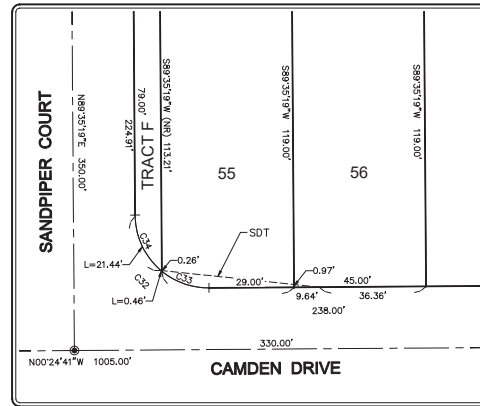 SANDPIPER COURT
N89°35'19"E 350.00'
79.00'
224.91'
TRACT F
S89°35'19"W (NR) 113.21'
S89°35'19"W 119.00'
S89°35'19"W 119.00'
55
56
SDT
C34
L=21.44'
0.26'
C32
C33
L=0.46'
29.00'
0.97'
45.00'
9.64'
36.36'
238.00'
330.00'
N00°24'41"W 1005.00'
CAMDEN DRIVE